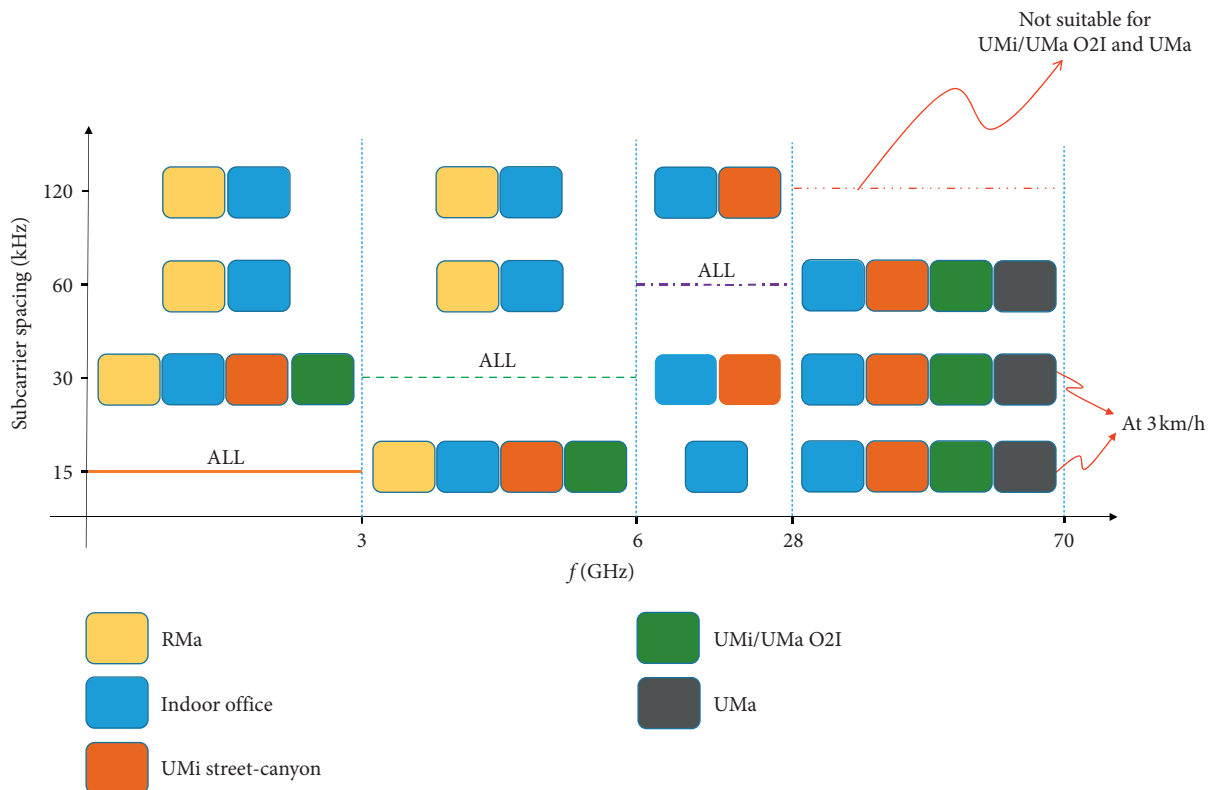 Not suitable for
UMi/UMa O2I and UMa
Subcarrier spacing (kHz)
120
60
ALL
30
ALL
At 3 km/h
15
ALL
3
6
28
70
f (GHz)
RMa
UMi/UMa O2I
Indoor office
UMa
UMi street-canyon